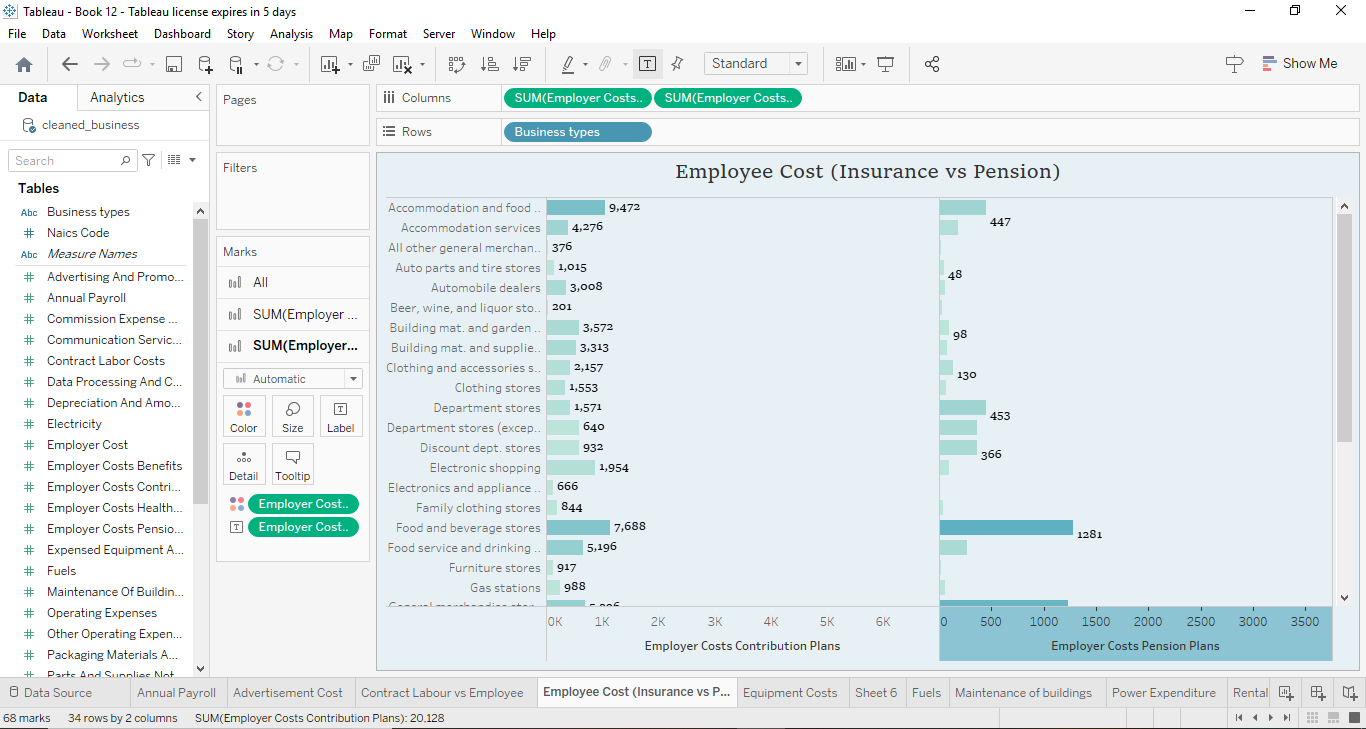 Tableau - Book 12 - Tableau license expires in 5 days
File Data Worksheet Dashboard Story Analysis Map Format Server Window Help
Standard
Show Me
Data Analytics
cleaned_business
Search
Tables
Abc Business types
# Naics Code
Abc Measure Names
# Advertising And Promo...
# Annual Payroll
# Commission Expense ...
# Communication Servic...
# Contract Labor Costs
# Data Processing And C...
# Depreciation And Amo...
# Electricity
# Employer Cost
# Employer Costs Benefits
# Employer Costs Contri...
# Employer Costs Health...
# Employer Costs Pensio...
# Expensed Equipment A...
# Fuels
# Maintenance Of Buildin...
# Operating Expenses
# Other Operating Expen...
# Packaging Materials A...
# Parts And Supplies Not
Pages
Filters
Marks
All
SUM(Employer ...
SUM(Employer...
Automatic
Color Size Label
Detail Tooltip
Employer Cost..
Employer Cost..
Columns SUM(Employer Costs.. SUM(Employer Costs..
Rows Business types
Employee Cost (Insurance vs Pension)
Accommodation and food .. 9,472
Accommodation services 4,276 447
All other general merchan.. 376
Auto parts and tire stores 1,015 48
Automobile dealers 3,008
Beer, wine, and liquor sto.. 201
Building mat. and garden .. 3,572 98
Building mat. and supplie.. 3,313
Clothing and accessories s.. 2,157 130
Clothing stores 1,553
Department stores 1,571 453
Department stores (excep.. 640
Discount dept. stores 932 366
Electronic shopping 1,954
Electronics and appliance .. 666
Family clothing stores 844
Food and beverage stores 7,688 1281
Food service and drinking .. 5,196
Furniture stores 917
Gas stations 988
General merchandise stor..
0K 1K 2K 3K 4K 5K 6K 0 500 1000 1500 2000 2500 3000 3500
Employer Costs Contribution Plans Employer Costs Pension Plans
Data Source Annual Payroll Advertisement Cost Contract Labour vs Employee Employee Cost (Insurance vs P... Equipment Costs Sheet 6 Fuels Maintenance of buildings Power Expenditure Rental
68 marks 34 rows by 2 columns SUM(Employer Costs Contribution Plans): 20,128